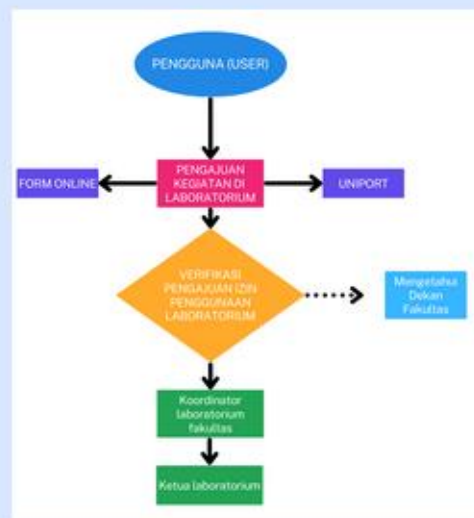 PENGGUNA (USER)
FORM ONLINE
PENGAJUAN
KEGIATAN DI
LABORATORIUM
UNIPORT
VERIFIKASI
PENGAJUAN IZIN
PENGGUNAAN
LABORATORIUM
Mengetahui
Dekan
Fakultas
Koordinator
laboratorium
fakultas
Ketua laboratorium